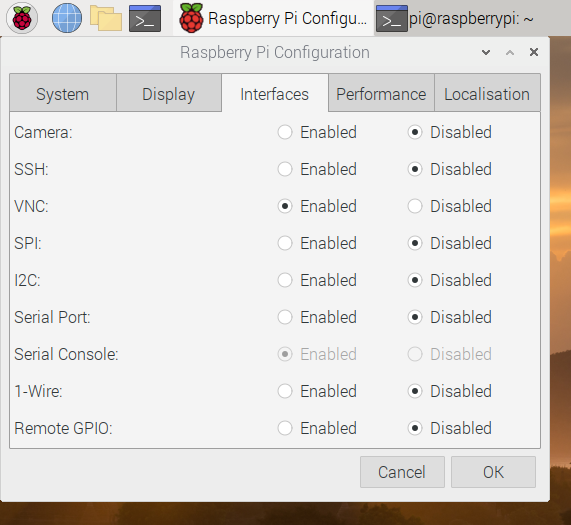 Raspberry Pi Configu... pi@raspberrypi: ~
Raspberry Pi Configuration
System Display Interfaces Performance Localisation
Camera: Enabled Disabled
SSH: Enabled Disabled
VNC: Enabled Disabled
SPI: Enabled Disabled
I2C: Enabled Disabled
Serial Port: Enabled Disabled
Serial Console: Enabled Disabled
1-Wire: Enabled Disabled
Remote GPIO: Enabled Disabled
Cancel OK